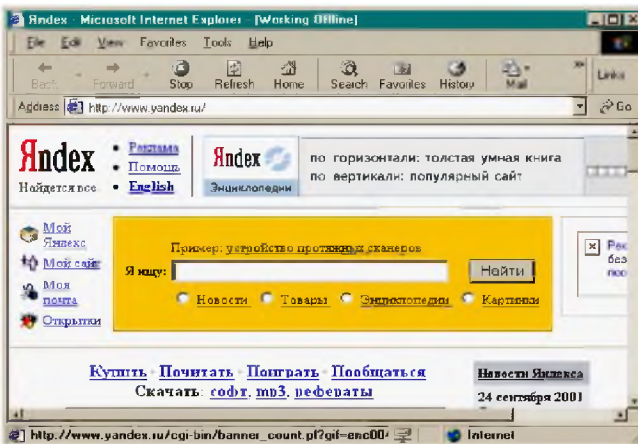 Яndex - Microsoft Internet Explorer - [Working Offline]
File Edit View Favorites Tools Help
Back Forward Stop Refresh Home Search Favorites History Mail » Links
Address http://www.yandex.ru/ Go
Яndex
Найдется все
• Реклама
• Помощь
• English
Яndex
Энциклопедии
по горизонтали: толстая умная книга
по вертикали: популярный сайт
Мой Яндекс
Мой сайт
Моя почта
Открытки
Пример: устройство протяжных сканеров
Я ищу: Найти
Новости Товары Энциклопедии Картинки
Купить - Почитать - Поиграть - Пообщаться
Скачать: софт, mp3, рефераты
Новости Яндекса
24 сентября 2001
http://www.yandex.ru/cgi-bin/banner_count.pl?gif=enc00 Internet